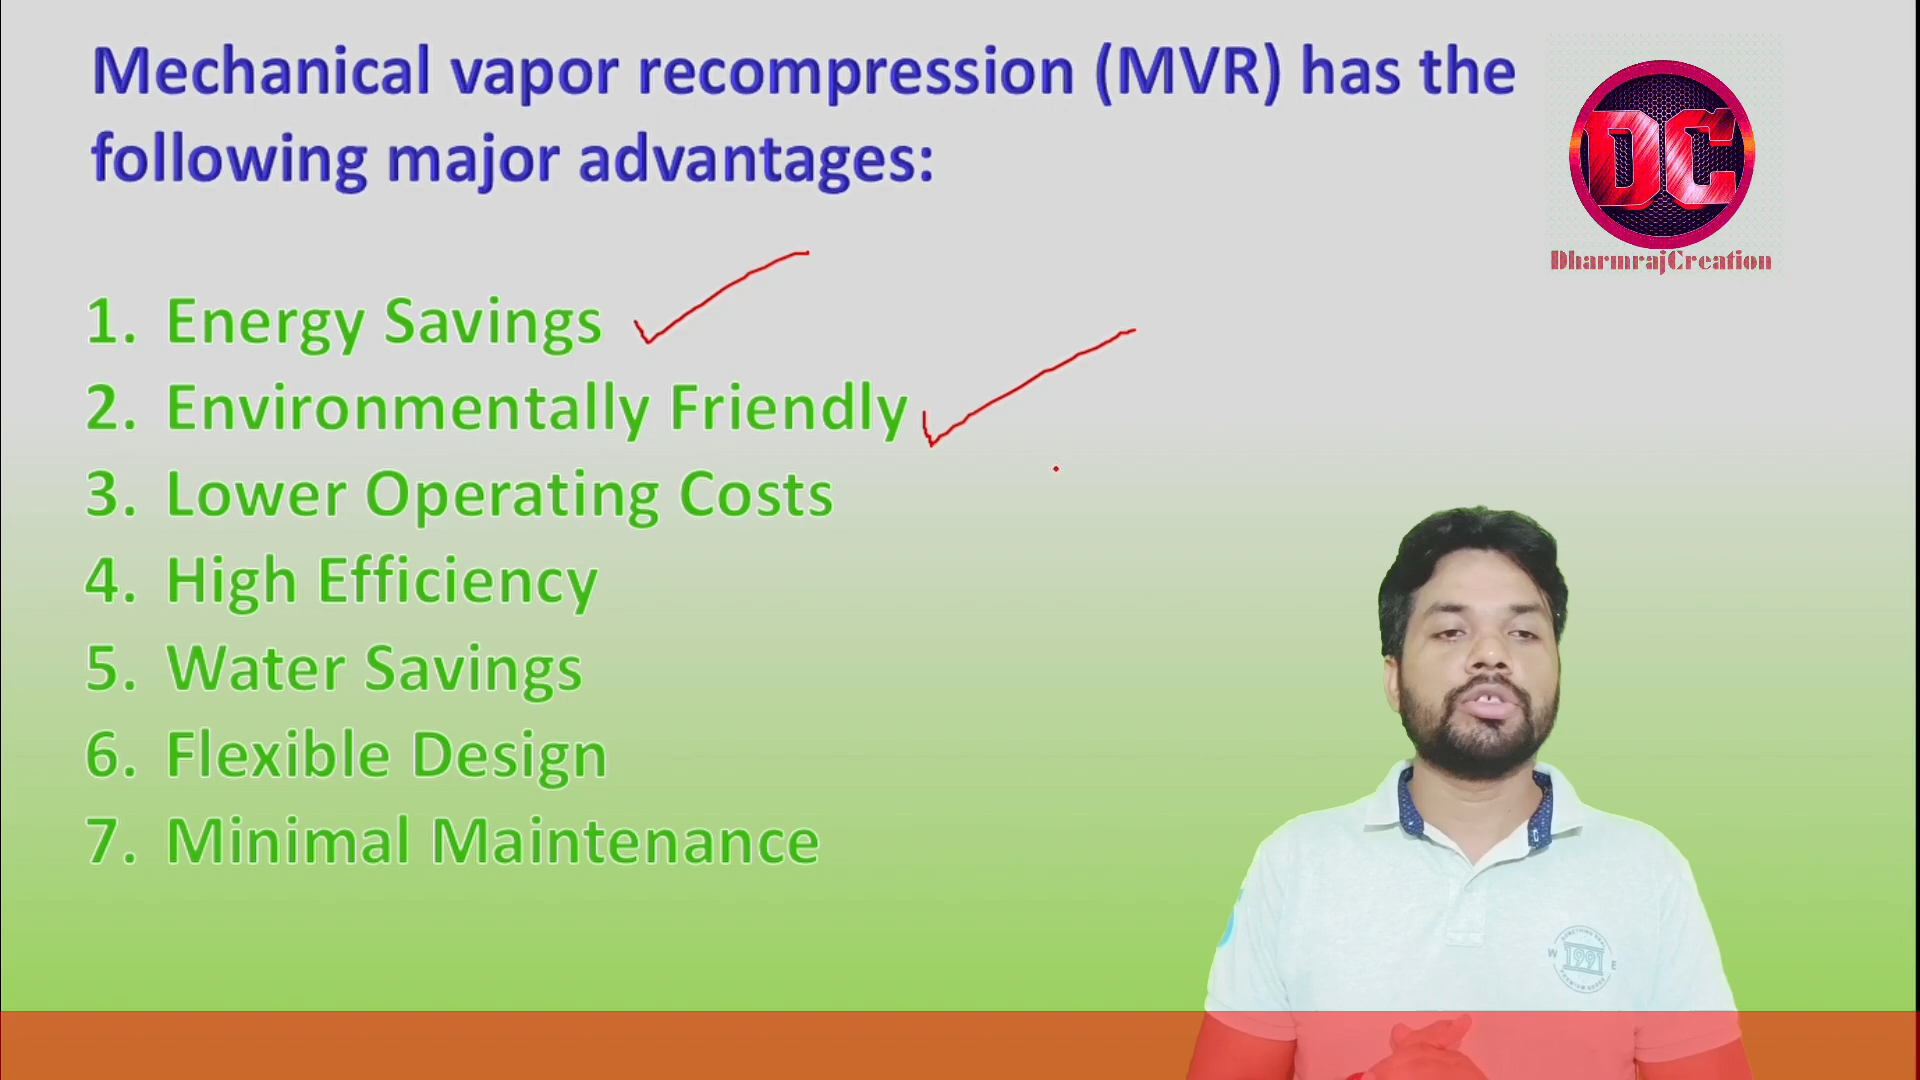 Mechanical vapor recompression (MVR) has the
following major advantages:
DC
DharmrajCreation
1. Energy Savings
2. Environmentally Friendly
3. Lower Operating Costs
4. High Efficiency
5. Water Savings
6. Flexible Design
7. Minimal Maintenance
W 1991 E